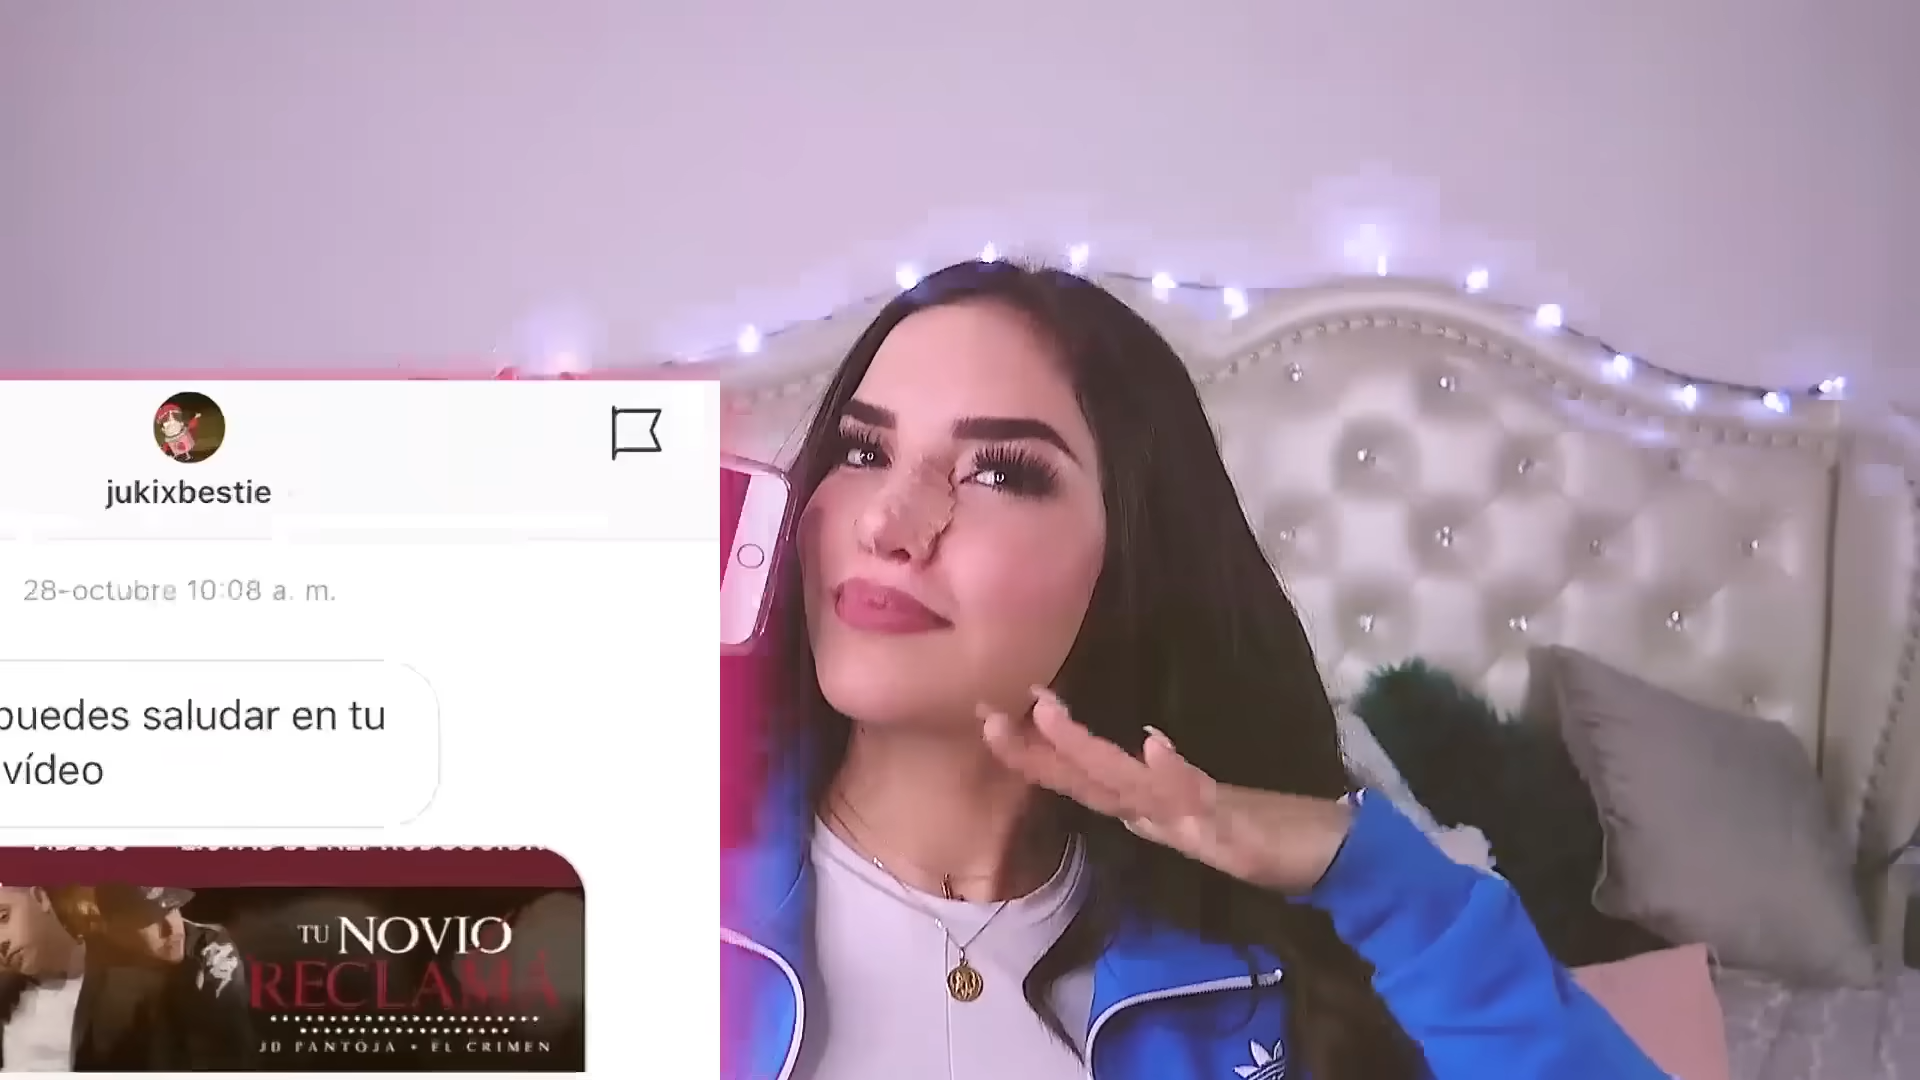 jukixbestie
28-octubre 10:08 a. m.
puedes saludar en tu
vídeo
TU NOVIO
RECLAMA
JD PANTOJA • EL CRIMEN